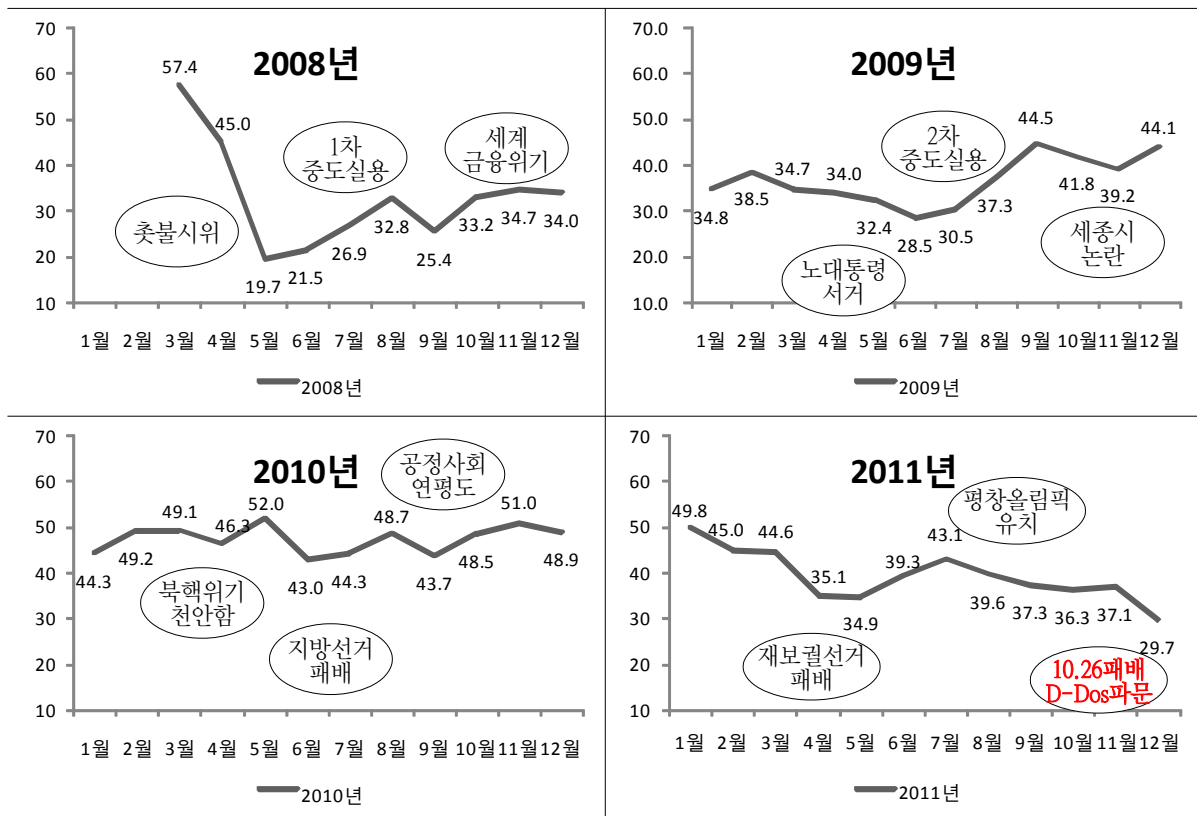 2008년
70
60
50
40
30
20
10
57.4
45.0
19.7
21.5
26.9
32.8
25.4
33.2
34.7
34.0
촛불시위
1차
중도실용
세계
금융위기
1월 2월 3월 4월 5월 6월 7월 8월 9월 10월 11월 12월
2008년
2009년
70
60.0
50.0
40.0
30.0
20.0
10.0
34.8
38.5
34.7
34.0
32.4
28.5
30.5
37.3
44.5
41.8
39.2
44.1
노대통령
서거
2차
중도실용
세종시
논란
1월 2월 3월 4월 5월 6월 7월 8월 9월 10월 11월 12월
2009년
2010년
70
60
50
40
30
20
10
44.3
49.2
49.1
46.3
52.0
43.0
44.3
48.7
43.7
48.5
51.0
48.9
북핵위기
천안함
지방선거
패배
공정사회
연평도
1월 2월 3월 4월 5월 6월 7월 8월 9월 10월 11월 12월
2010년
2011년
70
60
50
40
30
20
10
49.8
45.0
44.6
35.1
34.9
39.3
43.1
39.6
37.3
36.3
37.1
29.7
재보궐선거
패배
평창올림픽
유치
10.26패배
D-Dos파문
1월 2월 3월 4월 5월 6월 7월 8월 9월 10월 11월 12월
2011년